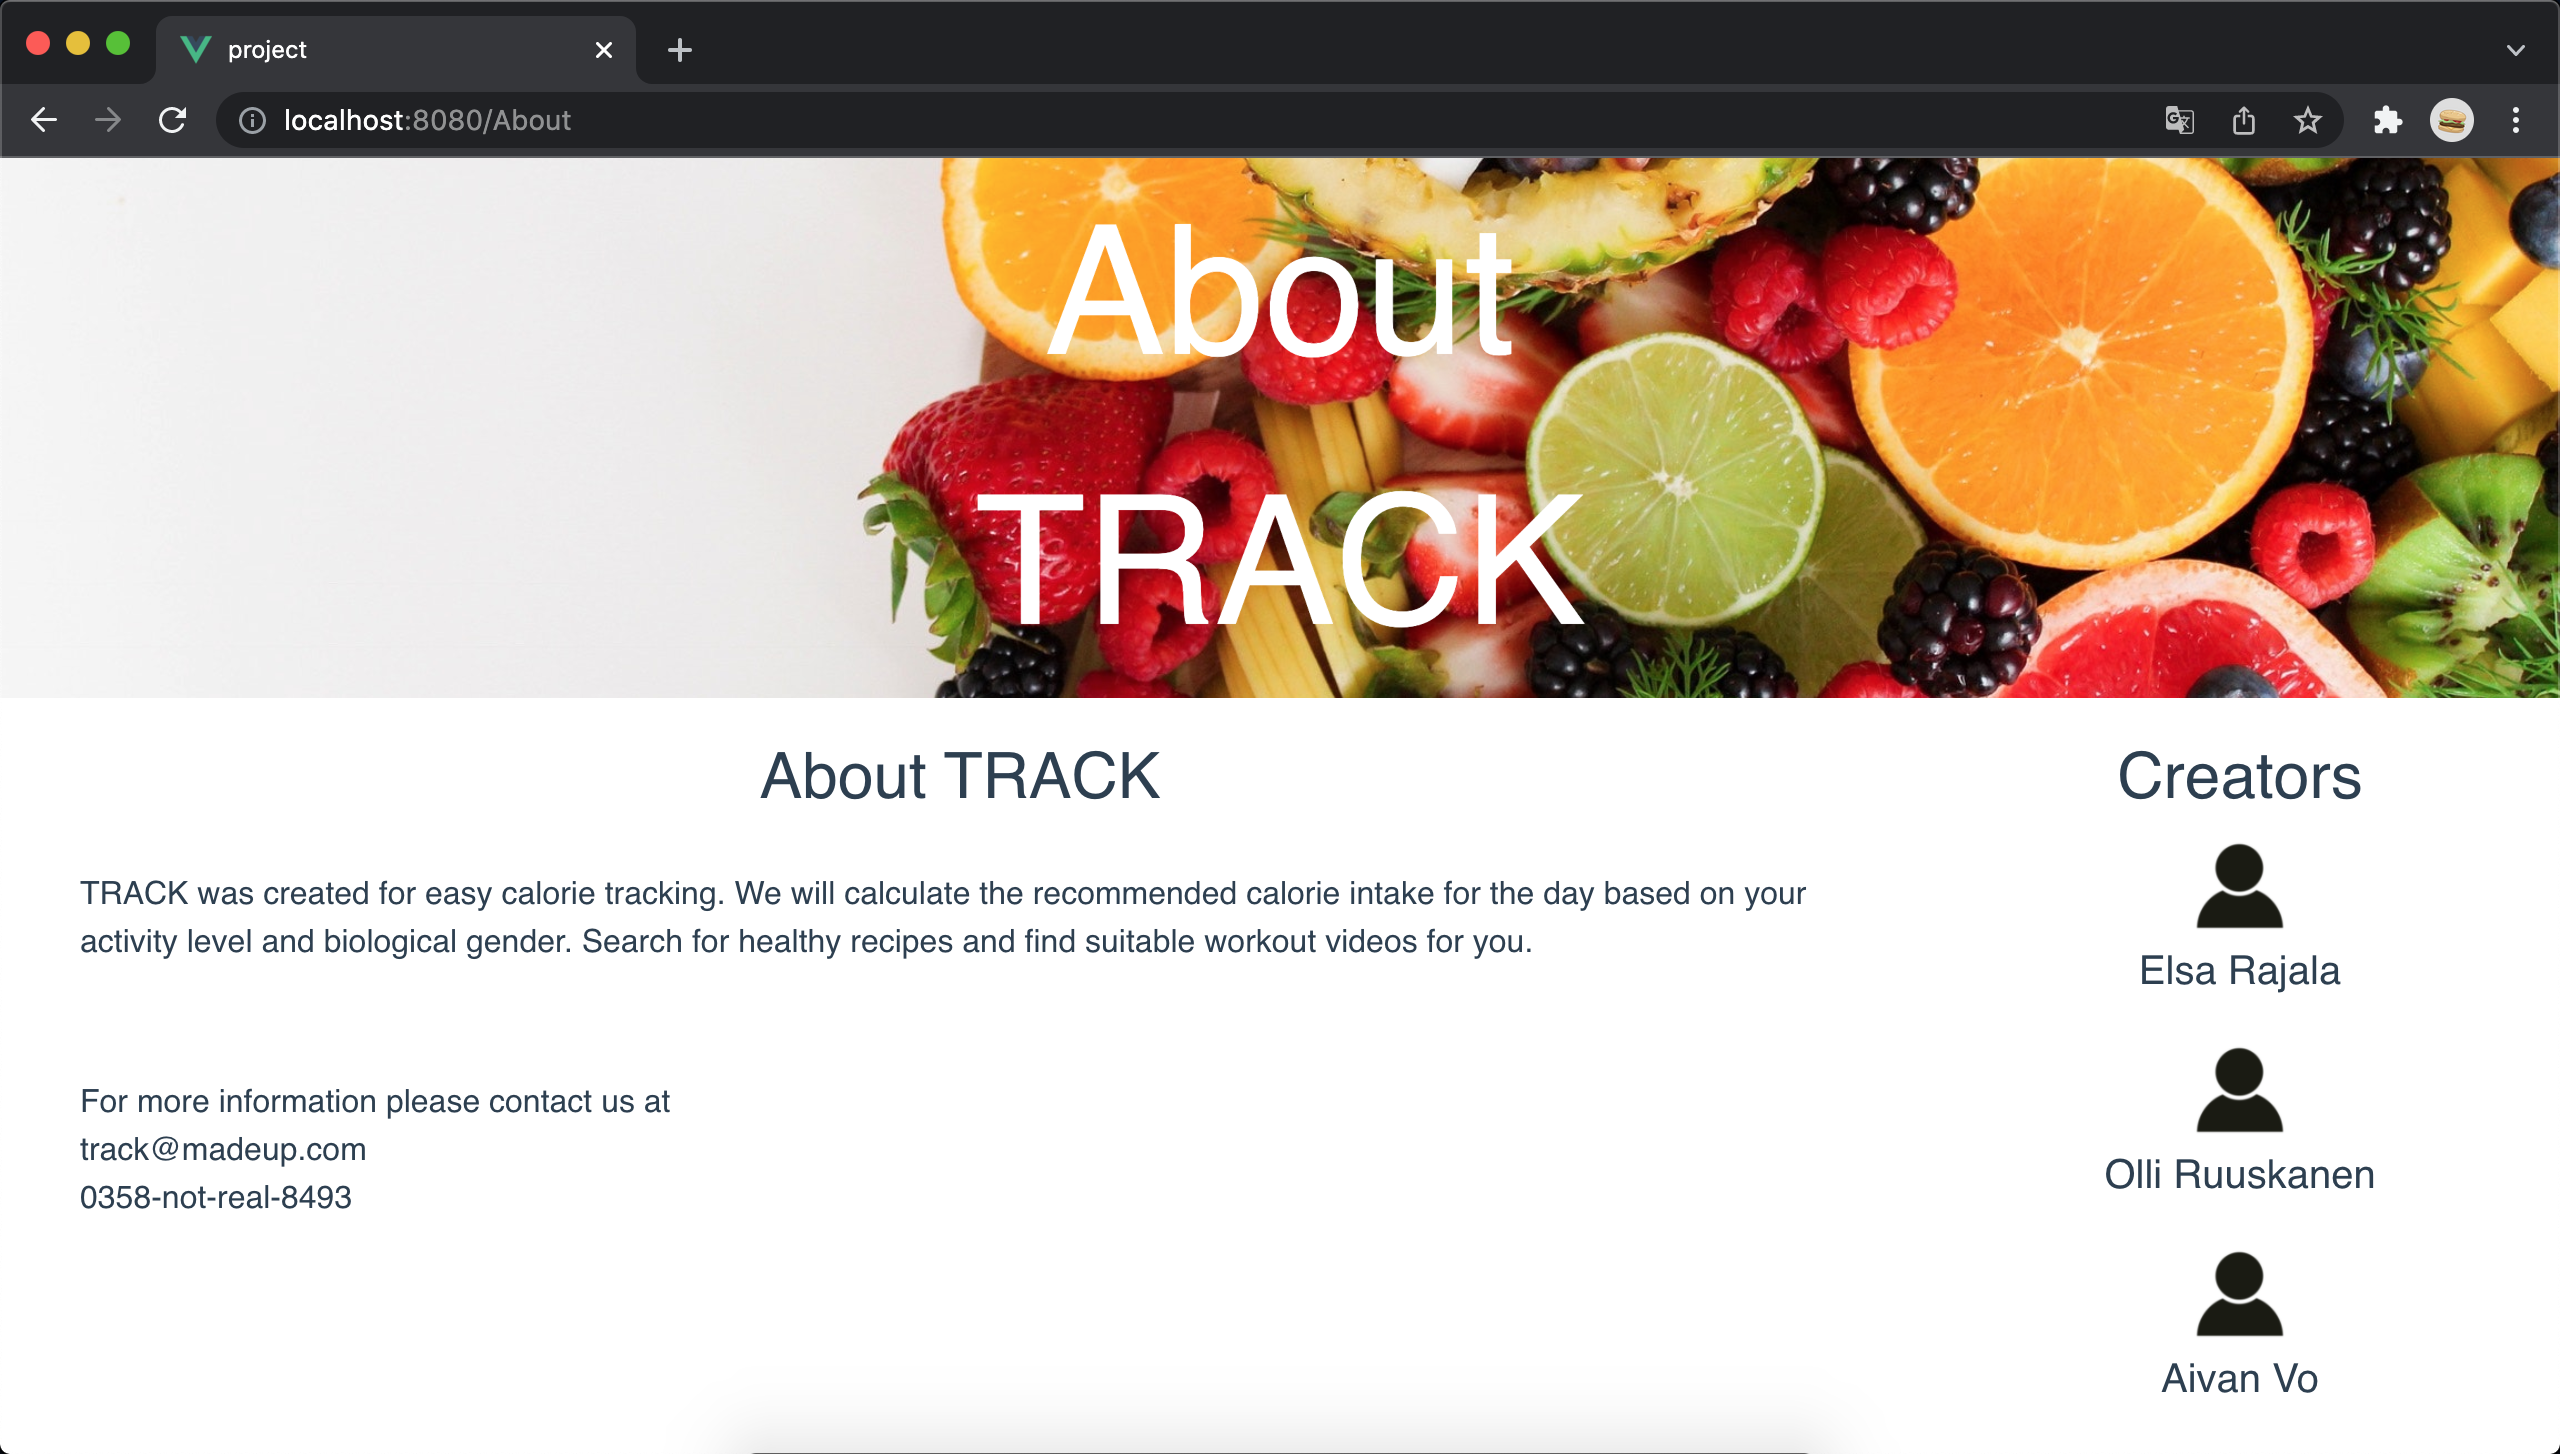 project
localhost:8080/About
About
TRACK
About TRACK
TRACK was created for easy calorie tracking. We will calculate the recommended calorie intake for the day based on your
activity level and biological gender. Search for healthy recipes and find suitable workout videos for you.
For more information please contact us at
track@madeup.com
0358-not-real-8493
Creators
Elsa Rajala
Olli Ruuskanen
Aivan Vo